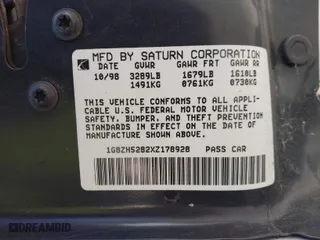 MFD BY SATURN CORPORATION
DATE GVWR GAWR FRT GAWR RR
10/98 3289LB 1679LB 1610LB
1491KG 0761KG 0730KG
THIS VEHICLE CONFORMS TO ALL APPLI-
CABLE U.S. FEDERAL MOTOR VEHICLE
SAFETY, BUMPER, AND THEFT PREVENTION
STANDARDS IN EFFECT ON THE DATE OF
MANUFACTURE SHOWN ABOVE.
1G8ZH5282XZ178928 PASS CAR
DREAMBID